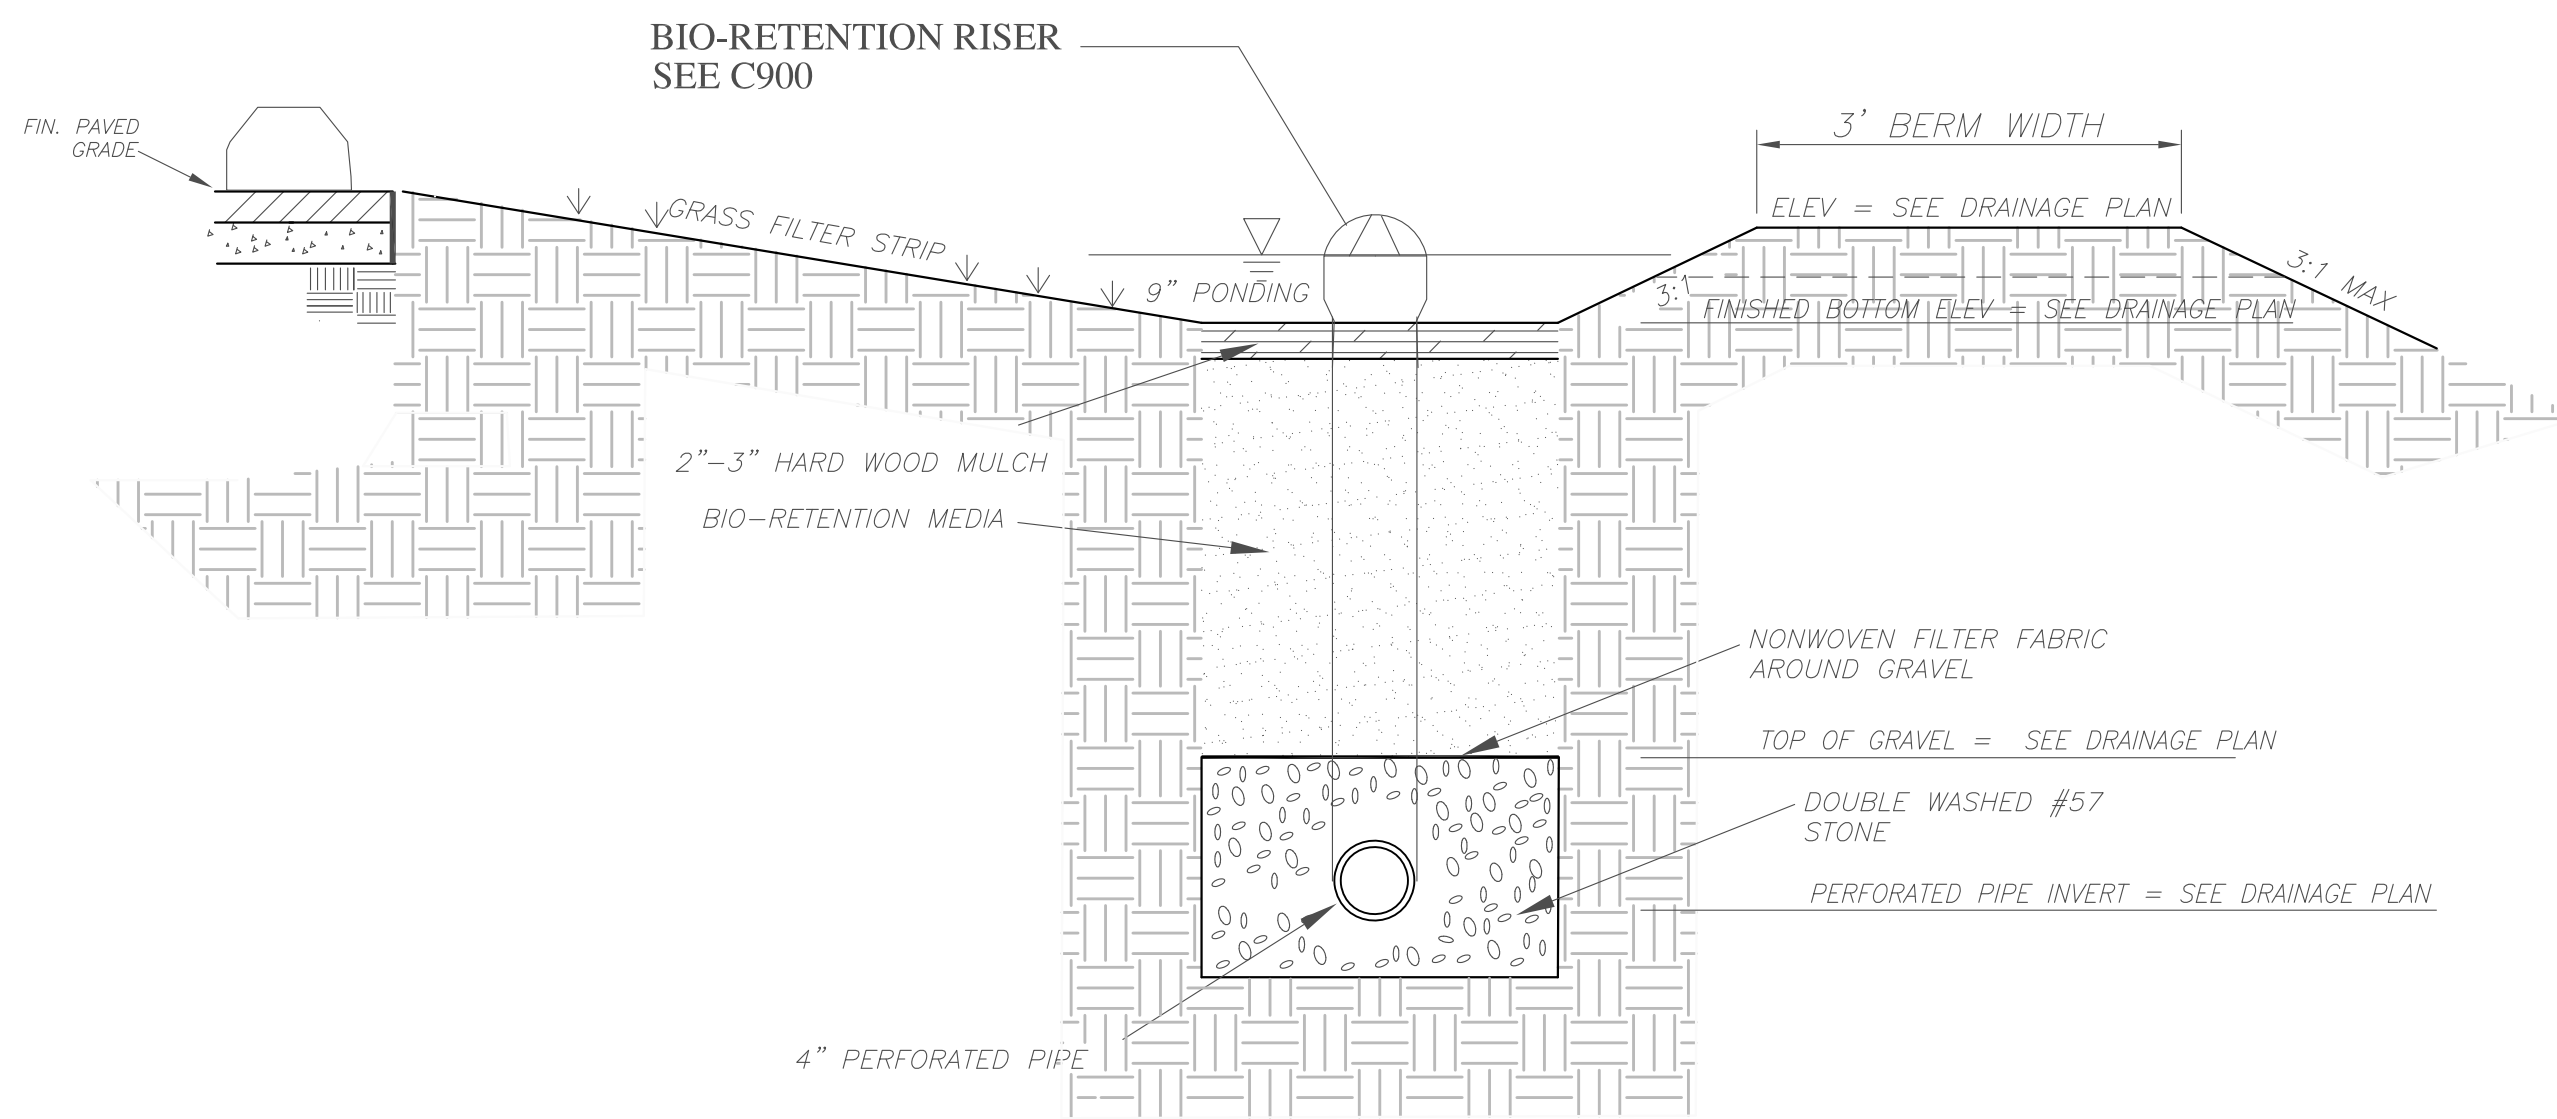 BIO-RETENTION RISER
SEE C900
FIN. PAVED
GRADE
3' BERM WIDTH
GRASS FILTER STRIP
ELEV = SEE DRAINAGE PLAN
3:1 MAX
9" PONDING
3:1
FINISHED BOTTOM ELEV = SEE DRAINAGE PLAN
2"-3" HARD WOOD MULCH
BIO-RETENTION MEDIA
NONWOVEN FILTER FABRIC
AROUND GRAVEL
TOP OF GRAVEL = SEE DRAINAGE PLAN
DOUBLE WASHED #57
STONE
PERFORATED PIPE INVERT = SEE DRAINAGE PLAN
4" PERFORATED PIPE